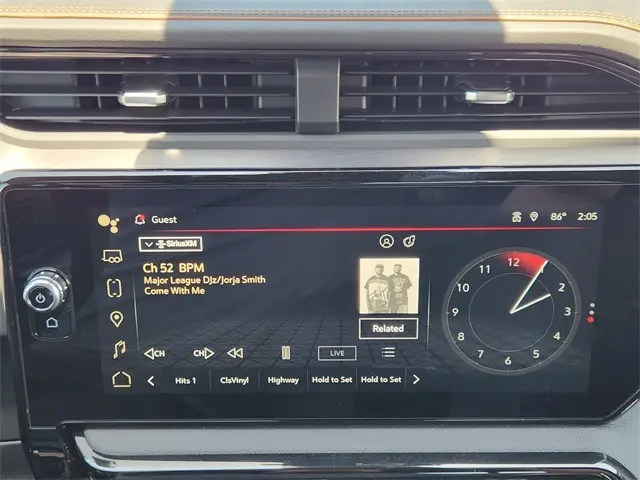 Guest
86° 2:05
SiriusXM
Ch 52 BPM
Major League DJz/Jorja Smith
Come With Me
Related
CH CH LIVE
Hits 1 ClsVinyl Highway Hold to Set Hold to Set
12
11
10 2
9 3
8 4
7 5
6